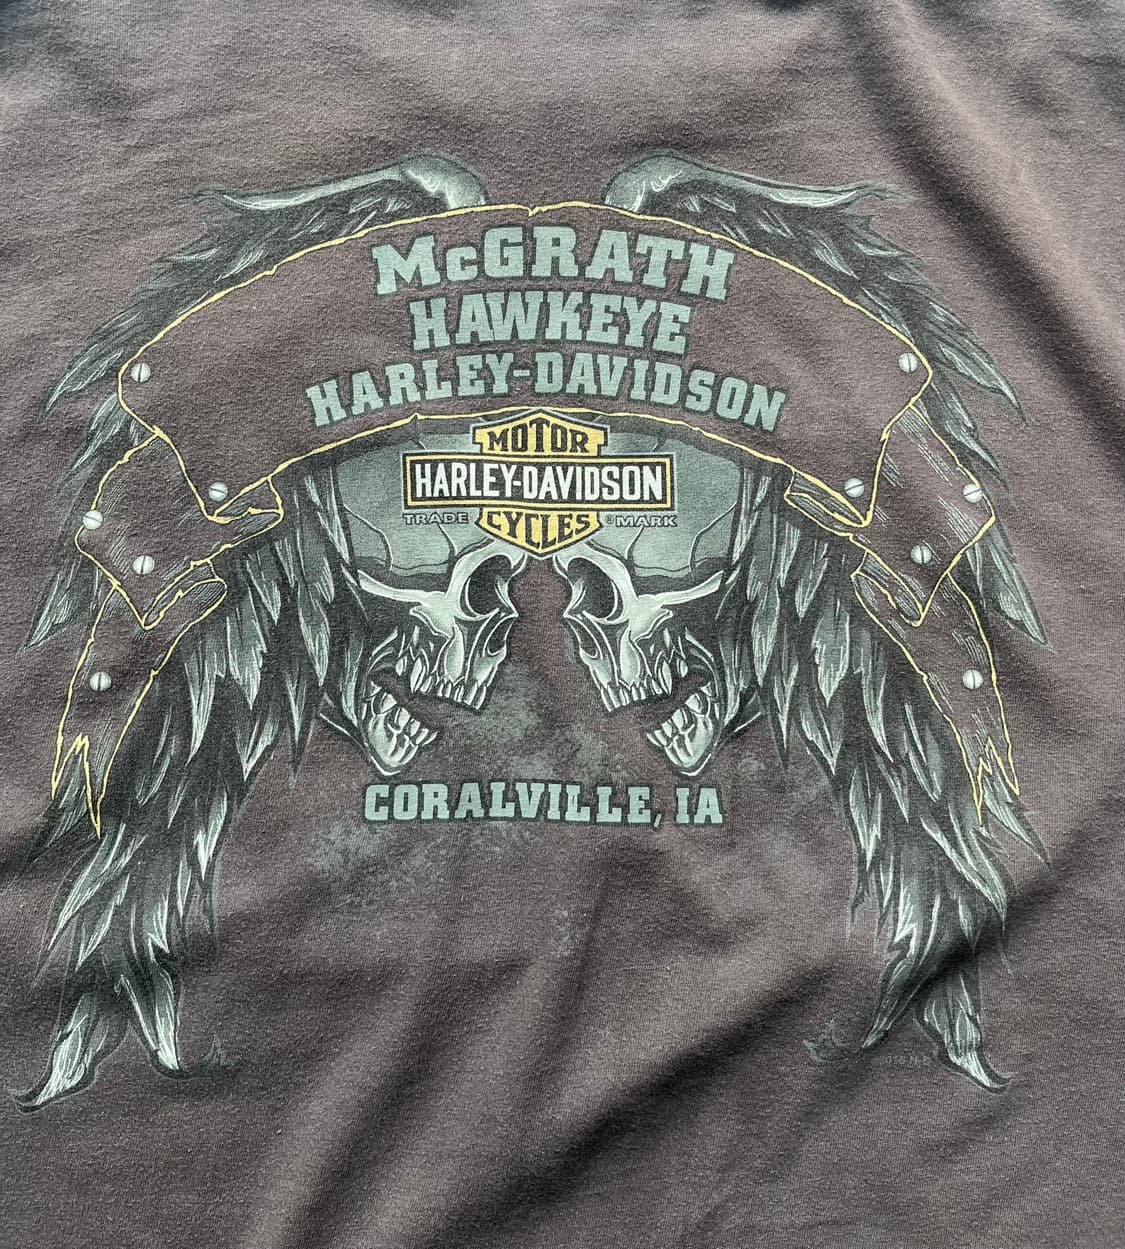 McGRATH
HAWKEYE
HARLEY-DAVIDSON
MOTOR
HARLEY-DAVIDSON
TRADE CYCLES ® MARK
CORALVILLE, IA